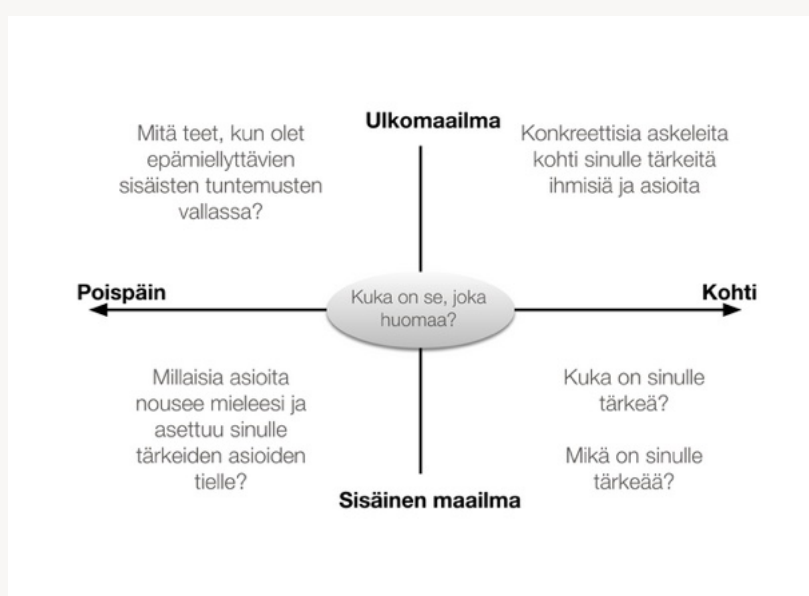 Ulkomaailma
Mitä teet, kun olet
epämiellyttävien
sisäisten tuntemusten
vallassa?
Konkreettisia askeleita
kohti sinulle tärkeitä
ihmisiä ja asioita
Poispäin
Kuka on se, joka
huomaa?
Kohti
Millaisia asioita
nousee mieleesi ja
asettuu sinulle
tärkeiden asioiden
tielle?
Kuka on sinulle
tärkeä?
Mikä on sinulle
tärkeää?
Sisäinen maailma